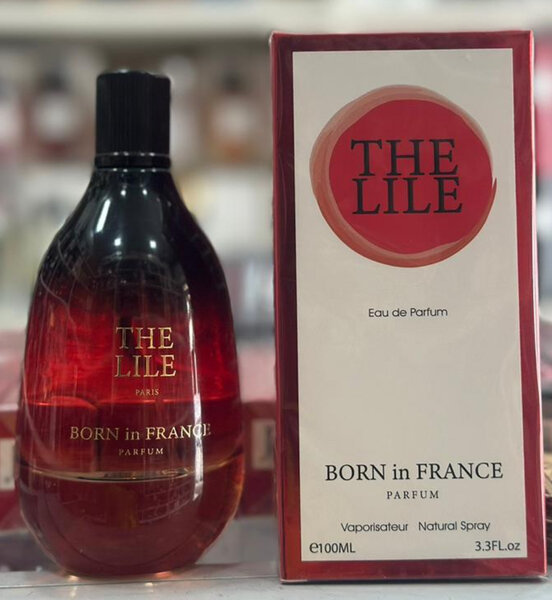 THE
LILE
PARIS
BORN in FRANCE
PARFUM
THE
LILE
Eau de Parfum
BORN in FRANCE
PARFUM
Vaporisateur Natural Spray
e100ML 3.3FL.oz